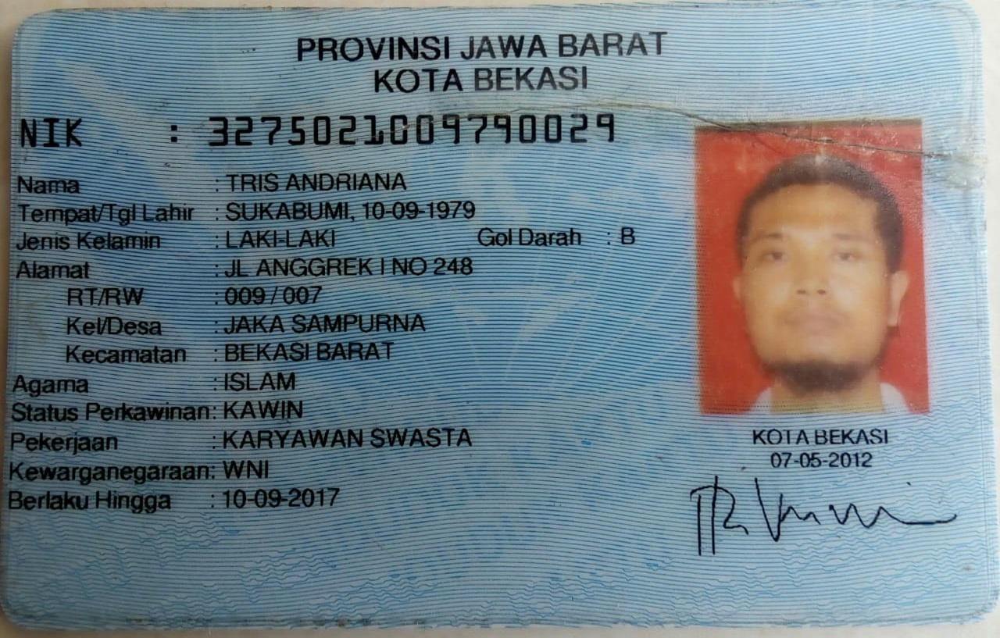 PROVINSI JAWA BARAT
KOTA BEKASI
NIK : 3275021009790029
Nama : TRIS ANDRIANA
Tempat/Tgl Lahir : SUKABUMI, 10-09-1979
Jenis Kelamin : LAKI-LAKI Gol Darah : B
Alamat : JL ANGGREK I NO 248
RT/RW : 009 / 007
Kel/Desa : JAKA SAMPURNA
Kecamatan : BEKASI BARAT
Agama : ISLAM
Status Perkawinan: KAWIN
Pekerjaan : KARYAWAN SWASTA
Kewarganegaraan: WNI
Berlaku Hingga : 10-09-2017
KOTA BEKASI
07-05-2012